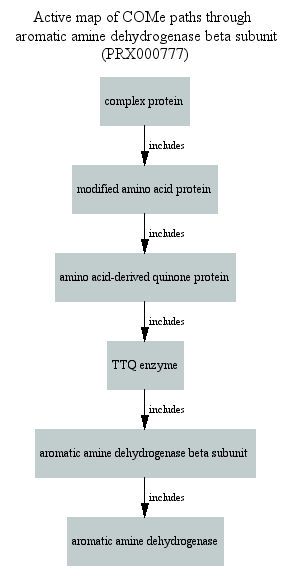 Active map of COMe paths through
aromatic amine dehydrogenase beta subunit
(PRX000777)
complex protein
includes
modified amino acid protein
includes
amino acid-derived quinone protein
includes
TTQ enzyme
includes
aromatic amine dehydrogenase beta subunit
includes
aromatic amine dehydrogenase